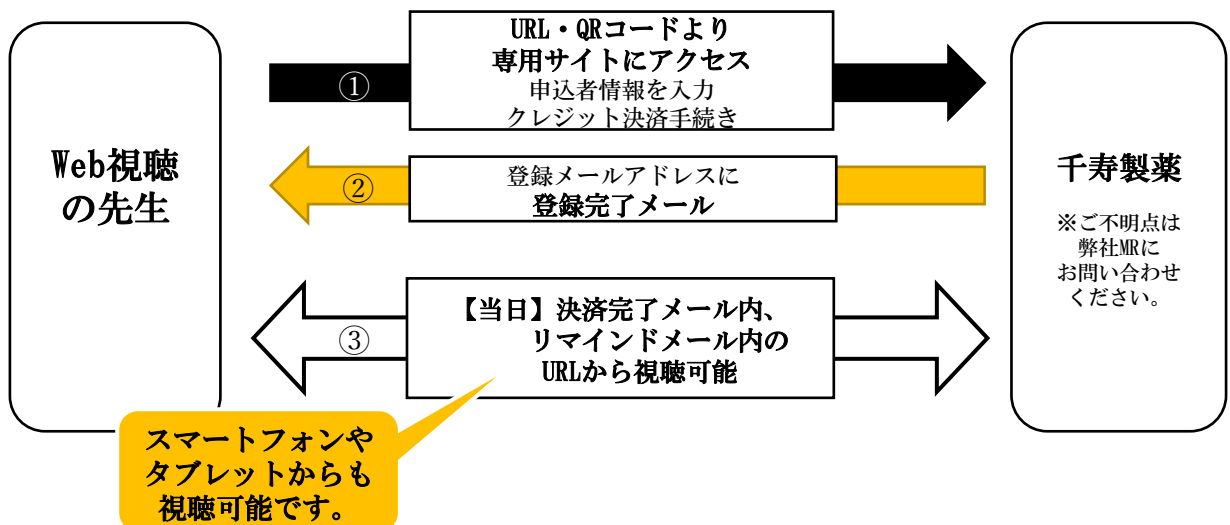 Web視聴
の先生
①
URL・QRコードより
専用サイトにアクセス
申込者情報を入力
クレジット決済手続き
②
登録メールアドレスに
登録完了メール
③
【当日】決済完了メール内、
リマインドメール内の
URLから視聴可能
スマートフォンや
タブレットからも
視聴可能です。
千寿製薬
※ご不明点は
弊社MRに
お問い合わせ
ください。